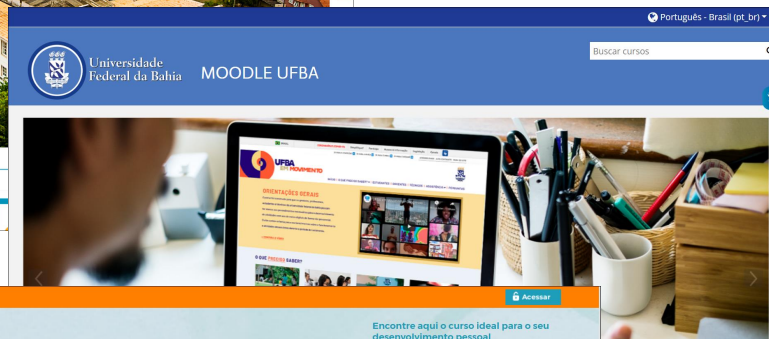 Português - Brasil (pt_br)
Universidade
Federal da Bahia
MOODLE UFBA
Buscar cursos
UFBA
EM MOVIMENTO
ORIENTAÇÕES GERAIS
O QUE PRECISO SABER?
Acessar
Encontre aqui o curso ideal para o seu
desenvolvimento pessoal